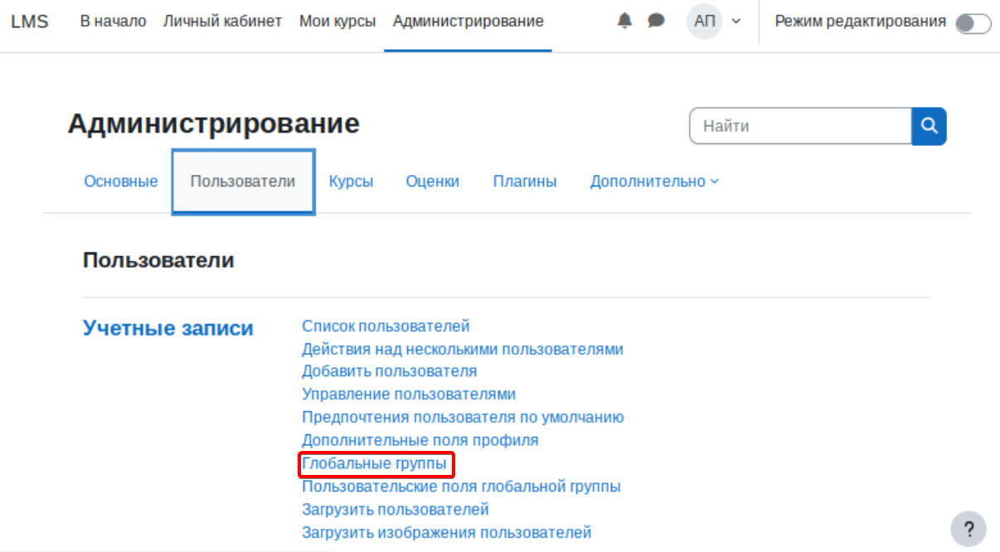 LMS В начало Личный кабинет Мои курсы Администрирование АП Режим редактирования
Администрирование
Найти
Основные Пользователи Курсы Оценки Плагины Дополнительно
Пользователи
Учетные записи
Список пользователей
Действия над несколькими пользователями
Добавить пользователя
Управление пользователями
Предпочтения пользователя по умолчанию
Дополнительные поля профиля
Глобальные группы
Пользовательские поля глобальной группы
Загрузить пользователей
Загрузить изображения пользователей
?